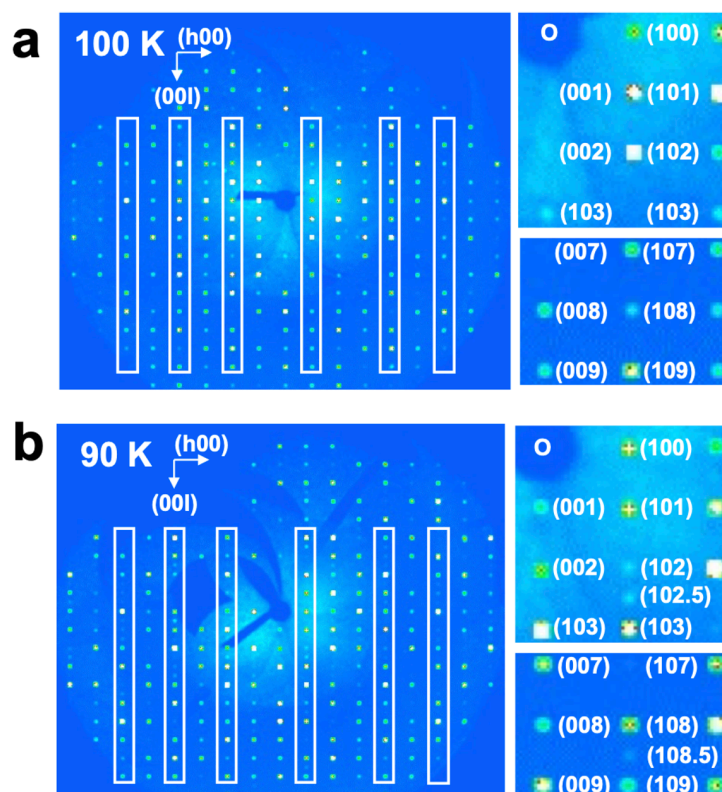 a
100 K
(h00)
(00l)
O
(100)
(001)
(101)
(002)
(102)
(103)
(103)
(007)
(107)
(008)
(108)
(009)
(109)
b
90 K
(h00)
(00l)
O
(100)
(001)
(101)
(002)
(102)
(102.5)
(103)
(103)
(007)
(107)
(008)
(108)
(108.5)
(009)
(109)